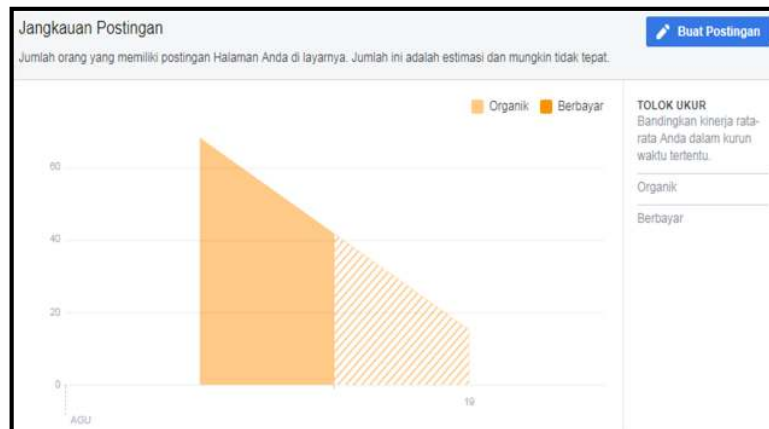 Jangkauan Postingan
Buat Postingan
Jumlah orang yang memiliki postingan Halaman Anda di layarnya. Jumlah ini adalah estimasi dan mungkin tidak tepat.
Organik Berbayar
TOLOK UKUR
Bandingkan kinerja rata-
rata Anda dalam kurun
waktu tertentu.
Organik
Berbayar
60
40
20
0
19
AGU